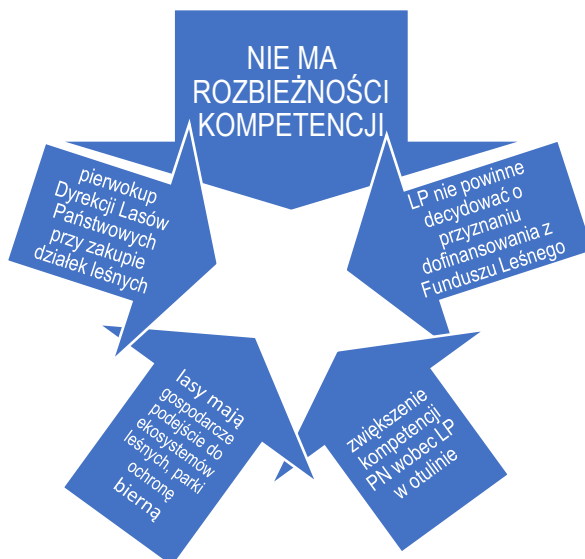 NIE MA
ROZBIEŻNOŚCI
KOMPETENCJI
pierwokup
Dyrekcji Lasów
Państwowych
przy zakupie
działek leśnych
LP nie powinne
decydować o
przyznaniu
dofinansowania z
Funduszu Leśnego
lasy mają
gospodarcze
podejście do
ekosystemów
leśnych, parki
ochronę
bierną
zwiększenie
kompetencji
PN wobec LP
w otulinie